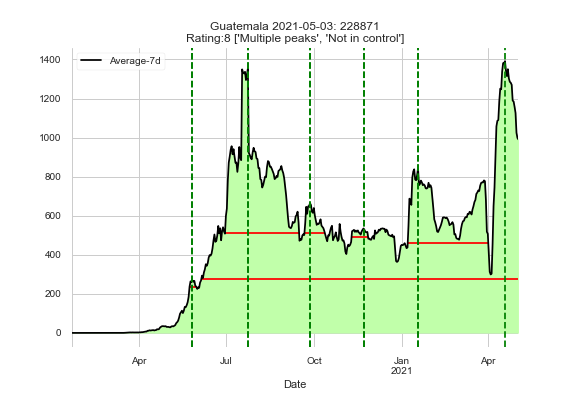 Guatemala 2021-05-03: 228871
Rating:8 ['Multiple peaks', 'Not in control']
Average-7d
1400
1200
1000
800
600
400
200
0
Apr
Jul
Oct
Jan
2021
Apr
Date